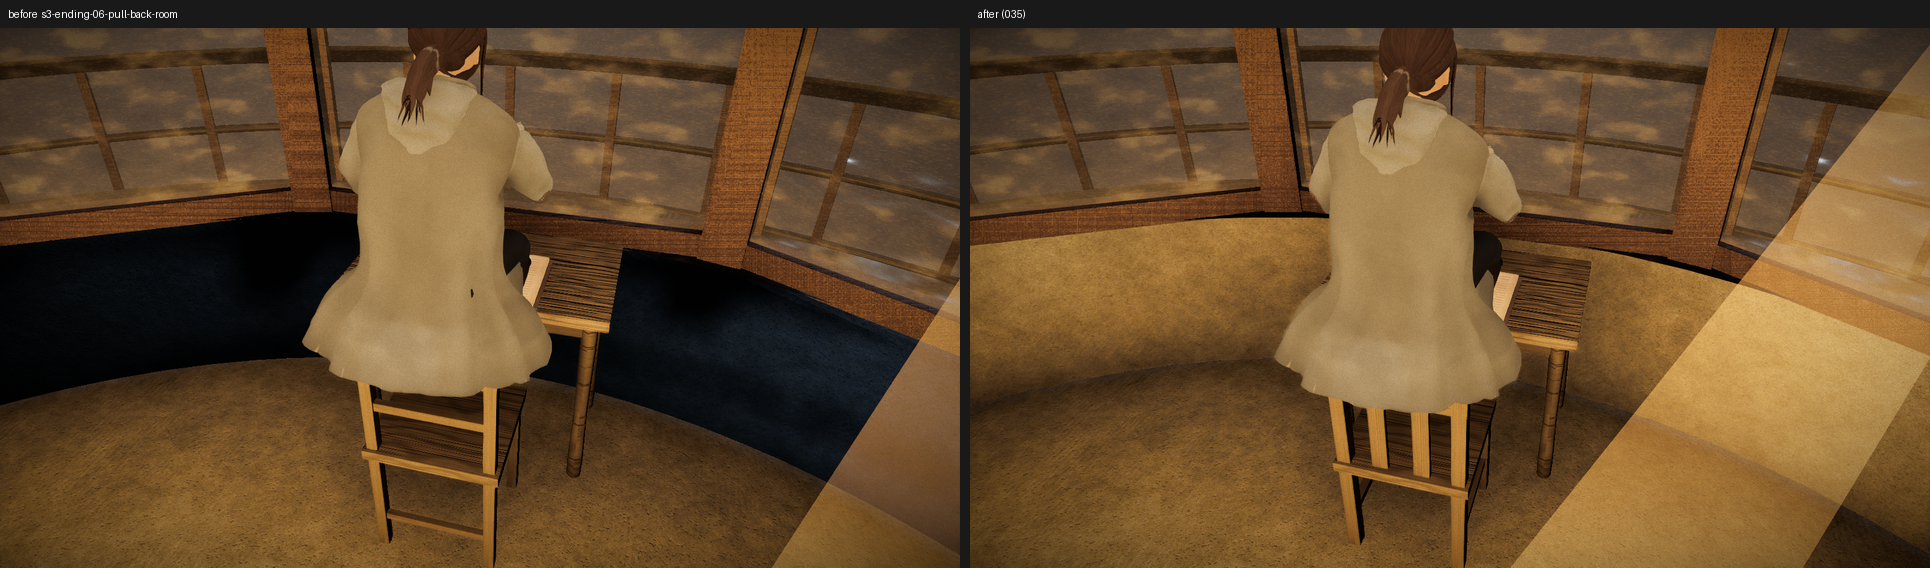 before s3-ending-06-pull-back-room
after (035)